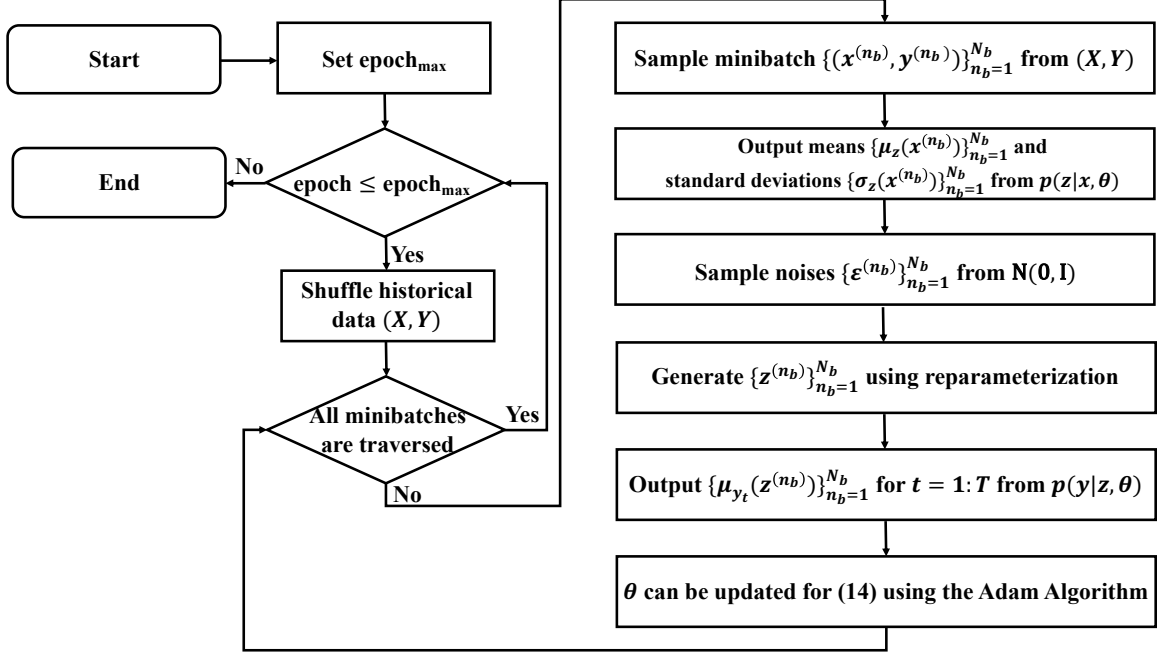 Start
Set epoch_max
End
No
epoch ≤ epoch_max
Yes
Shuffle historical
data (X, Y)
All minibatches
are traversed
Yes
No
Sample minibatch {(x^(n_b), y^(n_b))}_{n_b=1}^{N_b} from (X, Y)
Output means {μ_z(x^(n_b))}_{n_b=1}^{N_b} and
standard deviations {σ_z(x^(n_b))}_{n_b=1}^{N_b} from p(z|x, θ)
Sample noises {ε^(n_b)}_{n_b=1}^{N_b} from N(0, I)
Generate {z^(n_b)}_{n_b=1}^{N_b} using reparameterization
Output {μ_{y_t}(z^(n_b))}_{n_b=1}^{N_b} for t = 1: T from p(y|z, θ)
θ can be updated for (14) using the Adam Algorithm